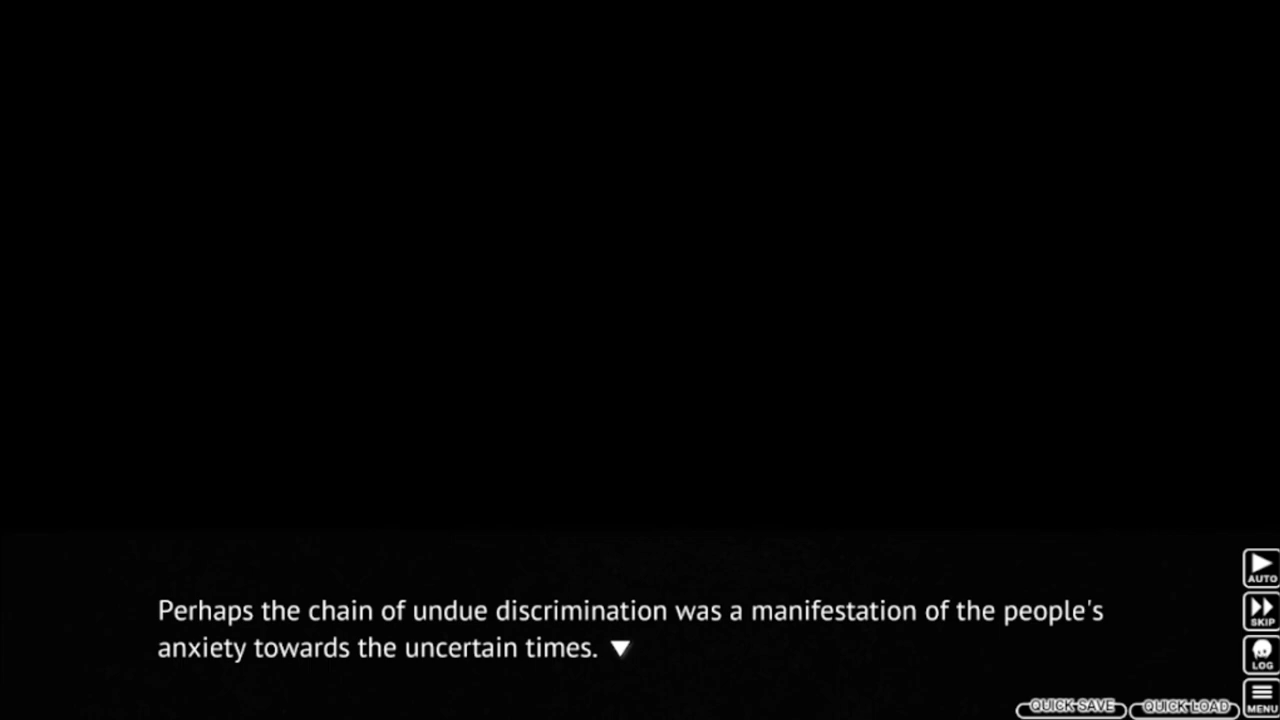 Perhaps the chain of undue discrimination was a manifestation of the people's
anxiety towards the uncertain times.
AUTO
SKIP
LOG
MENU
QUICK SAVE
QUICK LOAD